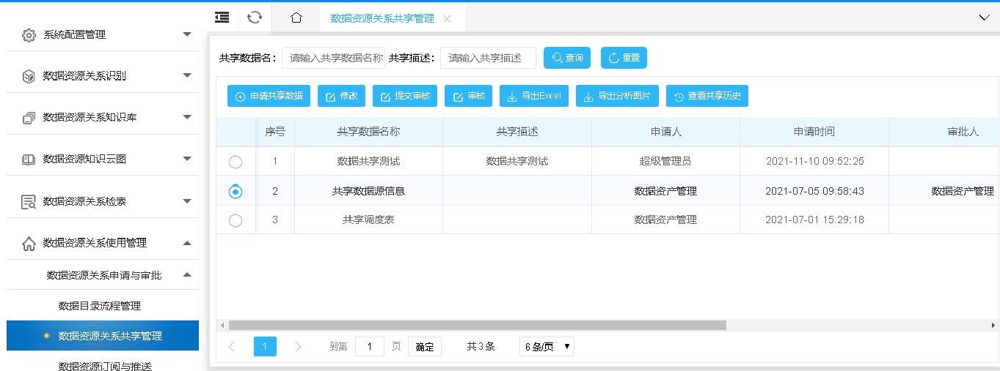 系统配置管理
数据资源关系识别
数据资源关系知识库
数据资源知识云图
数据资源关系检索
数据资源关系使用管理
数据资源关系申请与审批
数据目录流程管理
数据资源关系共享管理
数据资源订阅与推送
数据资源关系共享管理
共享数据名： 请输入共享数据名称 共享描述： 请输入共享描述 查询 重置
申请共享数据 修改 提交审核 审核 导出Excel 导出分析图片 查看共享历史
序号 共享数据名称 共享描述 申请人 申请时间 审批人
1 数据共享测试 数据共享测试 超级管理员 2021-11-10 09:52:25
2 共享数据源信息 数据资产管理 2021-07-05 09:58:43 数据资产管理
3 共享调度表 数据资产管理 2021-07-01 15:29:18
1 到第 1 页 确定 共 3 条 6 条/页